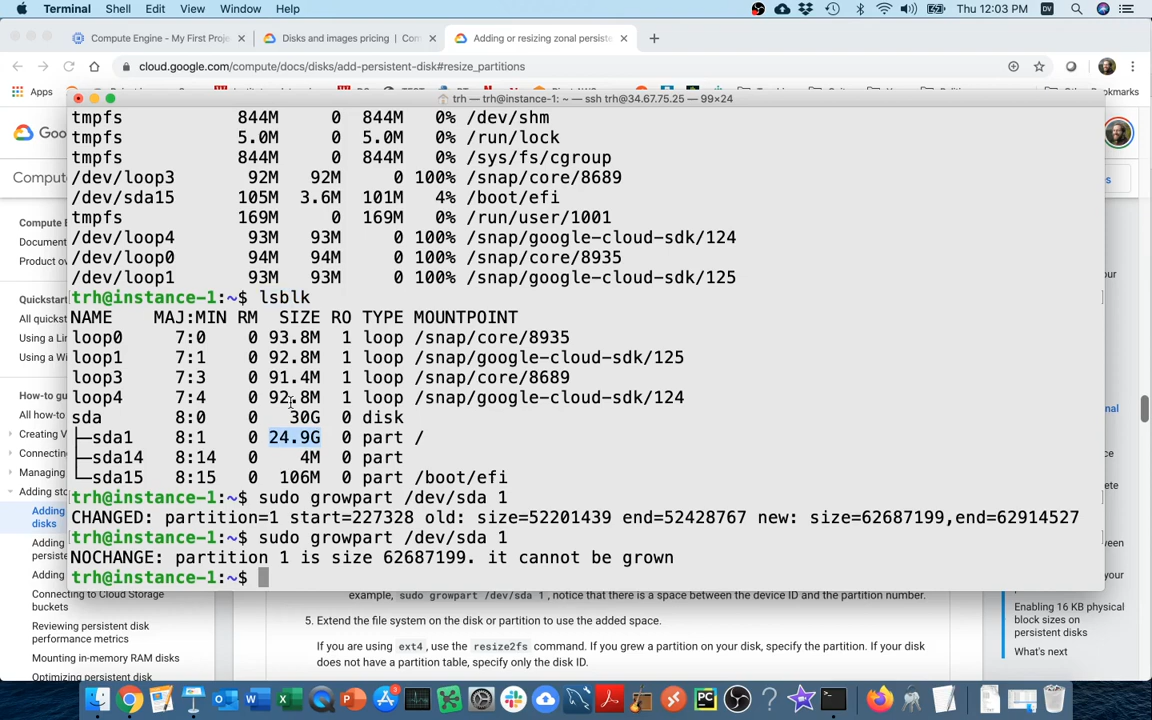 Terminal Shell Edit View Window Help Thu 12:03 PM DV
Compute Engine - My First Proje
Disks and images pricing | Com
Adding or resizing zonal persiste
cloud.google.com/compute/docs/disks/add-persistent-disk#resize_partitions
Apps
Bookmarks
trh — trh@instance-1: ~ — ssh trh@34.67.75.25 — 99×24
tmpfs 844M 0 844M 0% /dev/shm
tmpfs 5.0M 0 5.0M 0% /run/lock
tmpfs 844M 0 844M 0% /sys/fs/cgroup
/dev/loop3 92M 92M 0 100% /snap/core/8689
/dev/sda15 105M 3.6M 101M 4% /boot/efi
tmpfs 169M 0 169M 0% /run/user/1001
/dev/loop4 93M 93M 0 100% /snap/google-cloud-sdk/124
/dev/loop0 94M 94M 0 100% /snap/core/8935
/dev/loop1 93M 93M 0 100% /snap/google-cloud-sdk/125
trh@instance-1:~$ lsblk
NAME MAJ:MIN RM SIZE RO TYPE MOUNTPOINT
loop0 7:0 0 93.8M 1 loop /snap/core/8935
loop1 7:1 0 92.8M 1 loop /snap/google-cloud-sdk/125
loop3 7:3 0 91.4M 1 loop /snap/core/8689
loop4 7:4 0 92.8M 1 loop /snap/google-cloud-sdk/124
sda 8:0 0 30G 0 disk
├─sda1 8:1 0 24.9G 0 part /
├─sda14 8:14 0 4M 0 part
└─sda15 8:15 0 106M 0 part /boot/efi
trh@instance-1:~$ sudo growpart /dev/sda 1
CHANGED: partition=1 start=227328 old: size=52201439 end=52428767 new: size=62687199,end=62914527
trh@instance-1:~$ sudo growpart /dev/sda 1
NOCHANGE: partition 1 is size 62687199. it cannot be grown
trh@instance-1:~$
Goo
Comput
Compute E
Document
Product ov
Quickstart
All quickst
Using a Lin
Using a Wi
How-to gu
All how-to
Creating V
Connecting
Managing
Adding sto
Adding
disks
Adding
persiste
Adding
Connecting to Cloud Storage
buckets
Reviewing persistent disk
performance metrics
Mounting in-memory RAM disks
Optimizing persistent disk
example, sudo growpart /dev/sda 1, notice that there is a space between the device ID and the partition number.
5. Extend the file system on the disk or partition to use the added space.
If you are using ext4, use the resize2fs command. If you grew a partition on your disk, specify the partition. If your disk
does not have a partition table, specify only the disk ID.
Enabling 16 KB physical
block sizes on
persistent disks
What's next